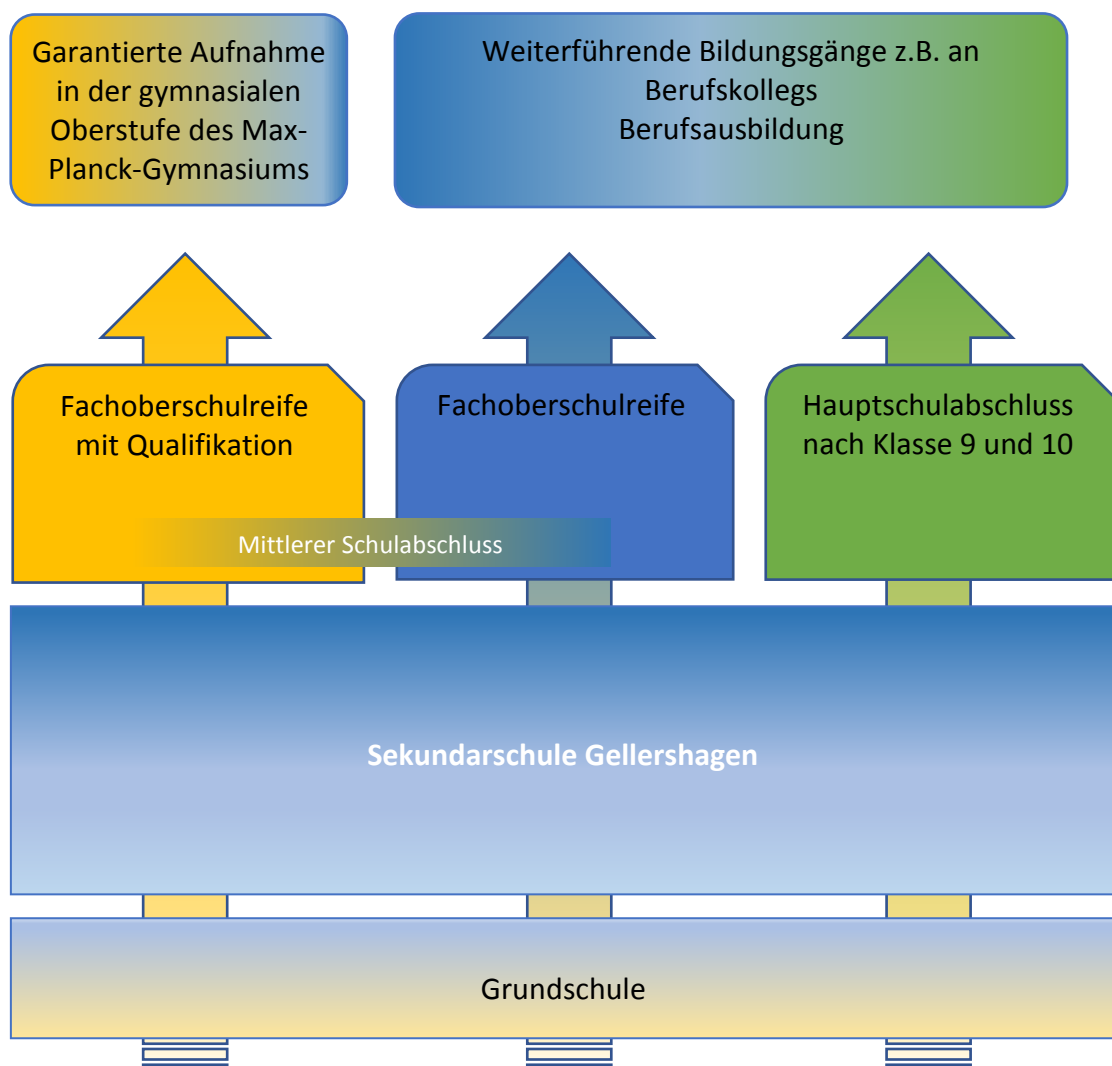 Garantierte Aufnahme
in der gymnasialen
Oberstufe des Max-
Planck-Gymnasiums
Weiterführende Bildungsgänge z.B. an
Berufskollegs
Berufsausbildung
Fachoberschulreife
mit Qualifikation
Fachoberschulreife
Hauptschulabschluss
nach Klasse 9 und 10
Mittlerer Schulabschluss
Sekundarschule Gellershagen
Grundschule